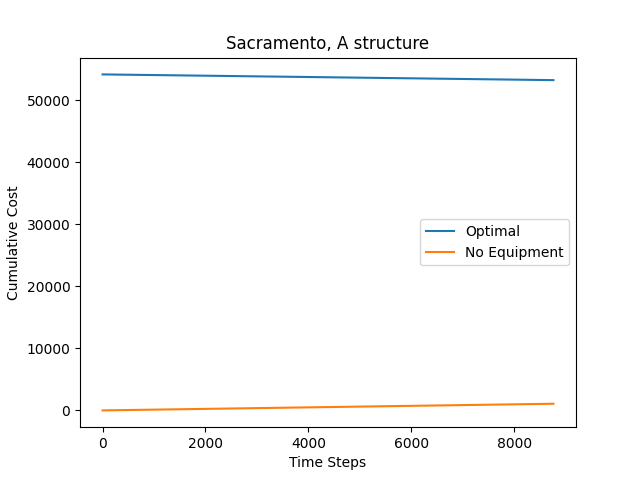 Sacramento, A structure
Cumulative Cost
50000
40000
30000
20000
10000
0
Optimal
No Equipment
0 2000 4000 6000 8000
Time Steps